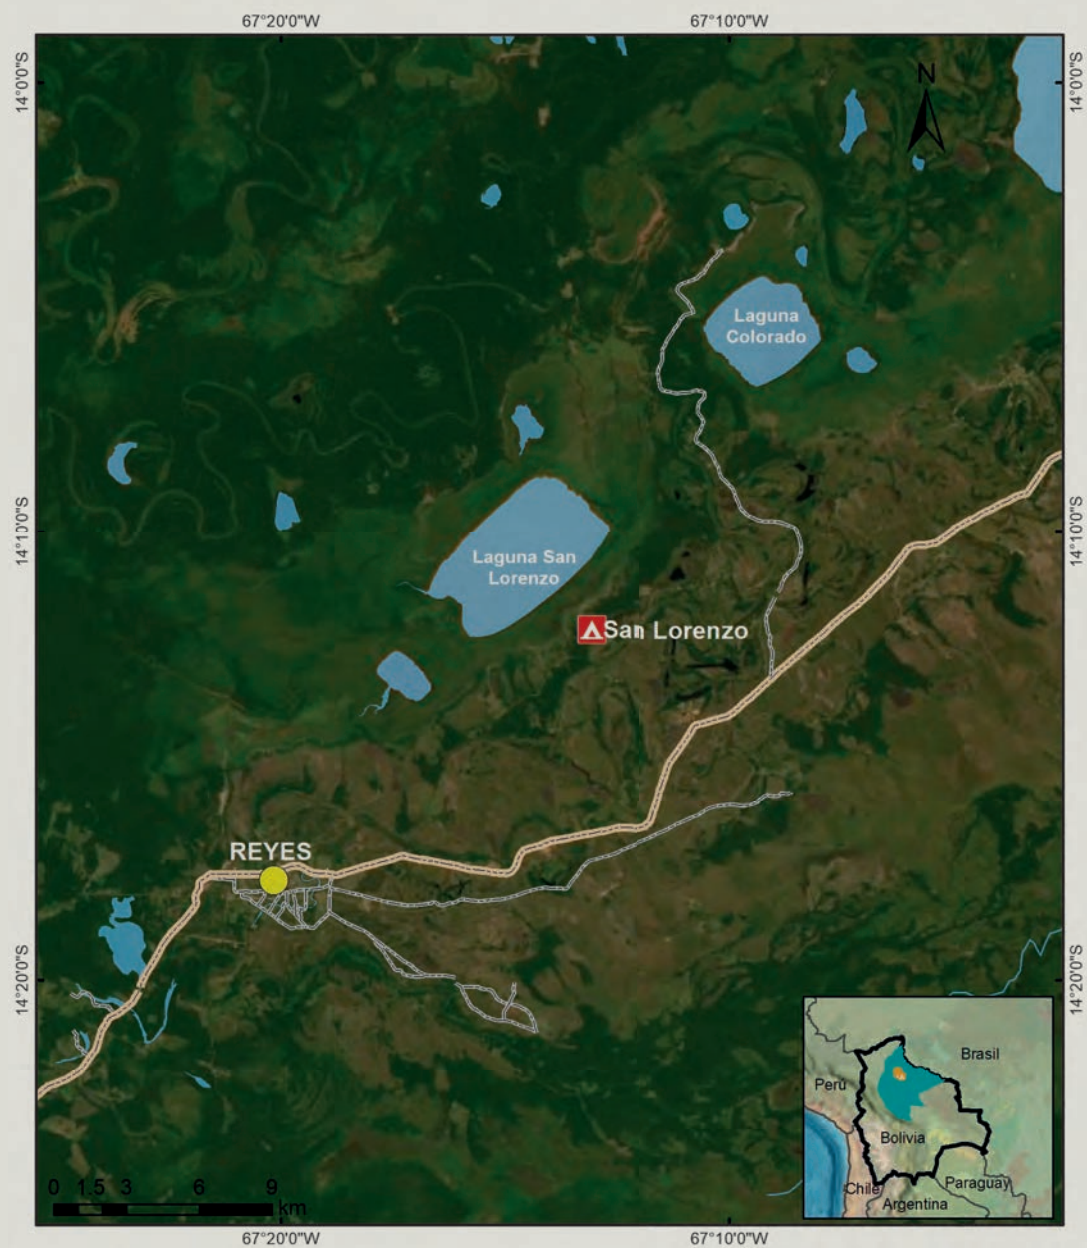 67°20'0"W
67°10'0"W
14°0'0"S
14°0'0"S
N
Laguna
Colorado
14°10'0"S
14°10'0"S
Laguna San
Lorenzo
San Lorenzo
REYES
14°20'0"S
14°20'0"S
Brasil
Perú
Bolivia
Chile
Paraguay
Argentina
0 1.5 3 6 9
km
67°20'0"W
67°10'0"W